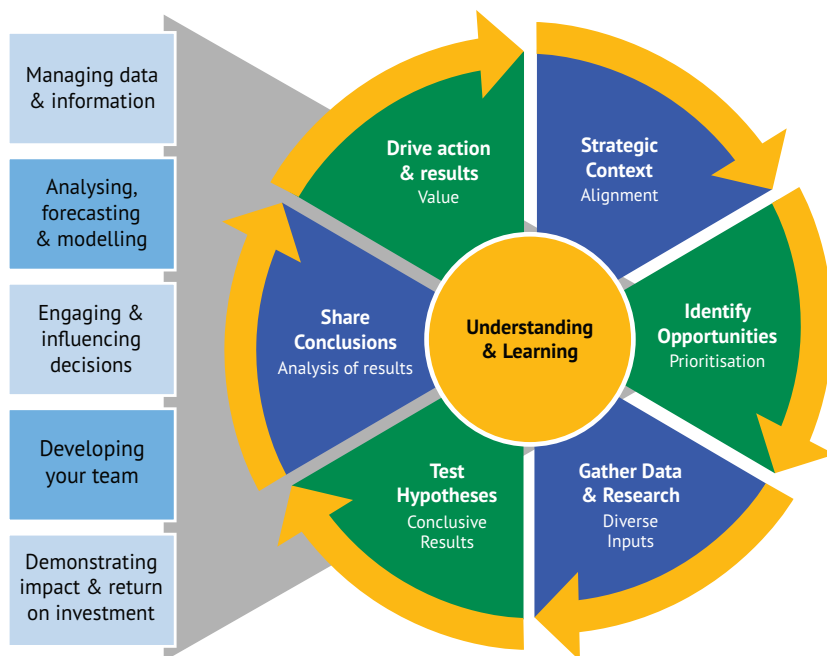 Managing data
& information
Analysing,
forecasting
& modelling
Engaging &
influencing
decisions
Developing
your team
Demonstrating
impact & return
on investment
Drive action
& results
Value
Strategic
Context
Alignment
Identify
Opportunities
Prioritisation
Gather Data
& Research
Diverse
Inputs
Test
Hypotheses
Conclusive
Results
Share
Conclusions
Analysis of results
Understanding
& Learning